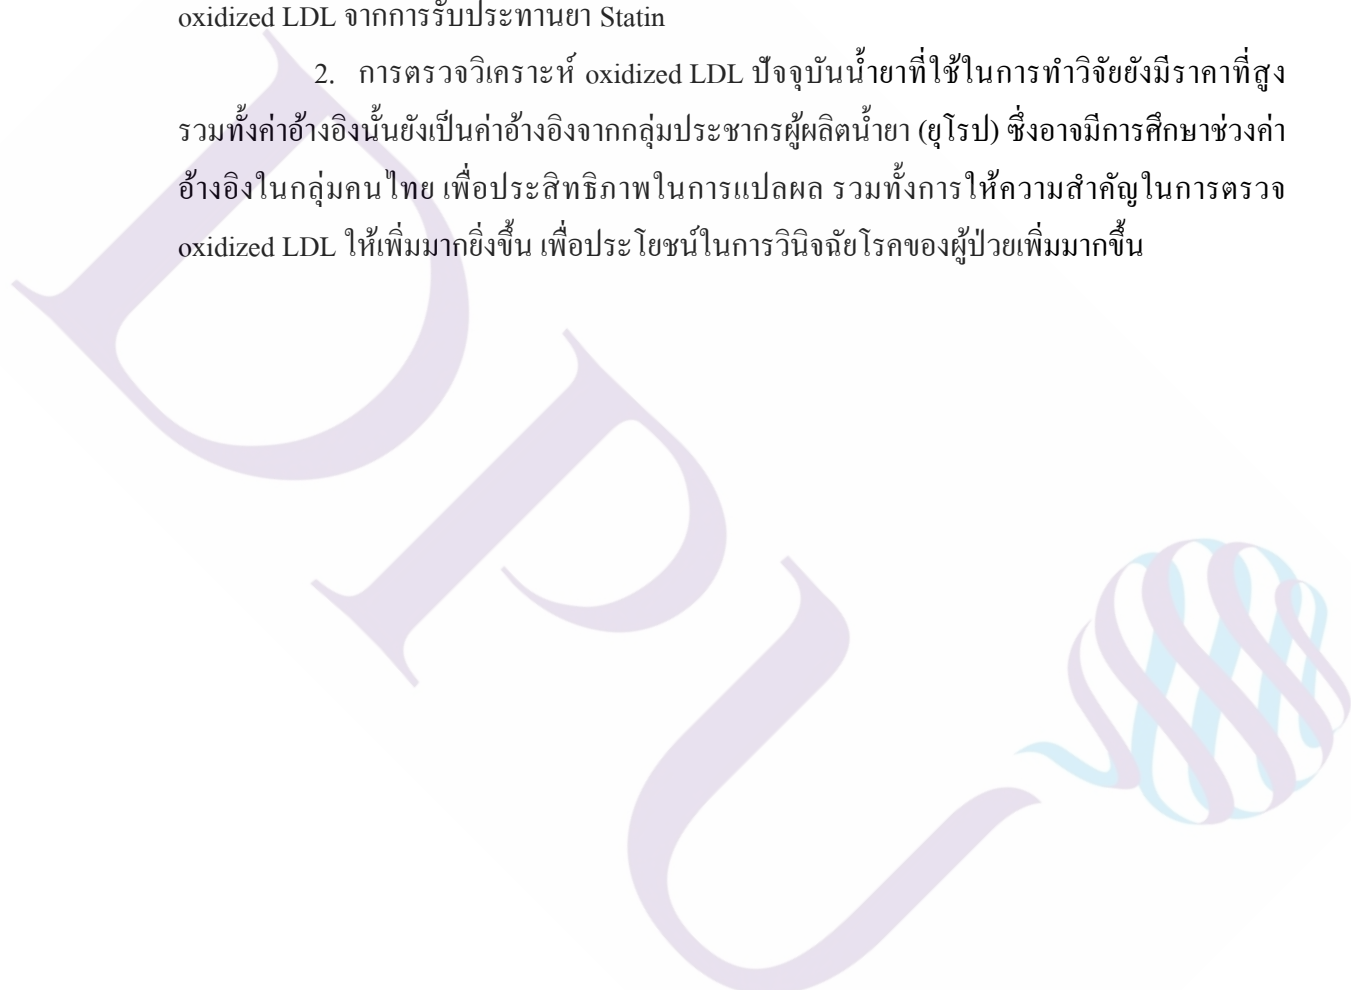 oxidized LDL จากการรับประทานยา Statin
2. การตรวจวิเคราะห์ oxidized LDL ปัจจุบันน้ำยาที่ใช้ในการทำวิจัยยังมีราคาที่สูง
รวมทั้งค่าอ้างอิงนั้นยังเป็นค่าอ้างอิงจากกลุ่มประชากรผู้ผลิตน้ำยา (ยุโรป) ซึ่งอาจมีการศึกษาช่วงค่า
อ้างอิงในกลุ่มคนไทย เพื่อประสิทธิภาพในการแปลผล รวมทั้งการให้ความสำคัญในการตรวจ
oxidized LDL ให้เพิ่มมากยิ่งขึ้น เพื่อประโยชน์ในการวินิจฉัยโรคของผู้ป่วยเพิ่มมากขึ้น
DPU